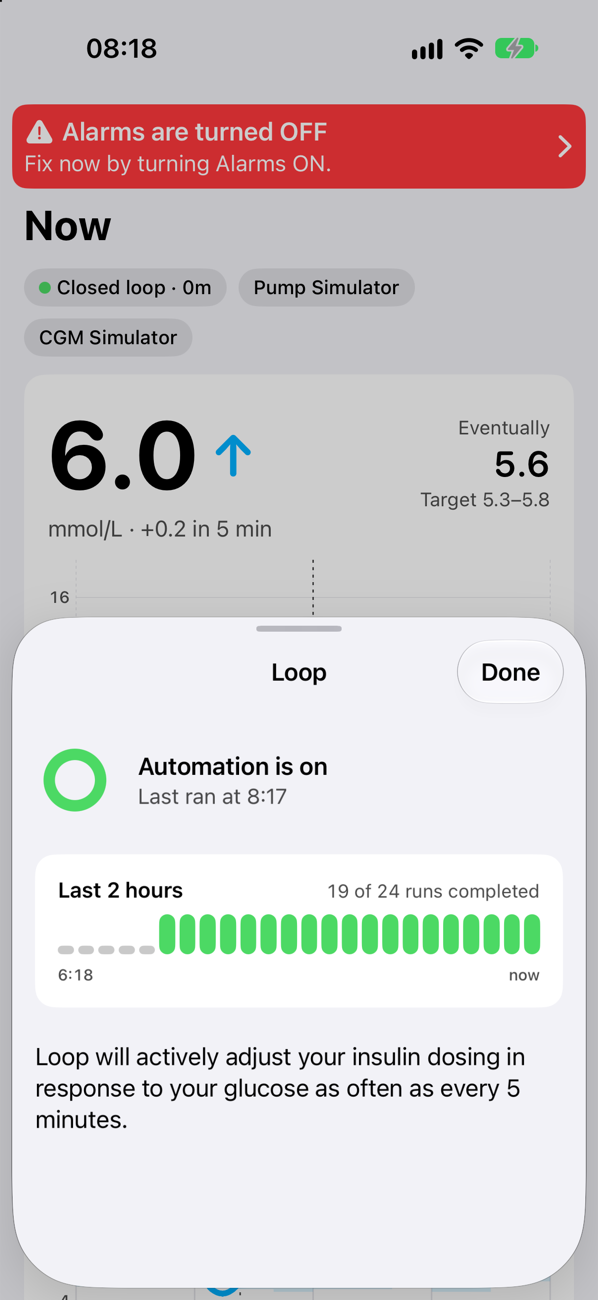 08:18
Alarms are turned OFF
Fix now by turning Alarms ON.
Now
Closed loop · 0m
Pump Simulator
CGM Simulator
6.0
Eventually
5.6
Target 5.3–5.8
mmol/L · +0.2 in 5 min
16
Loop
Done
Automation is on
Last ran at 8:17
Last 2 hours
19 of 24 runs completed
6:18
now
Loop will actively adjust your insulin dosing in
response to your glucose as often as every 5
minutes.
4